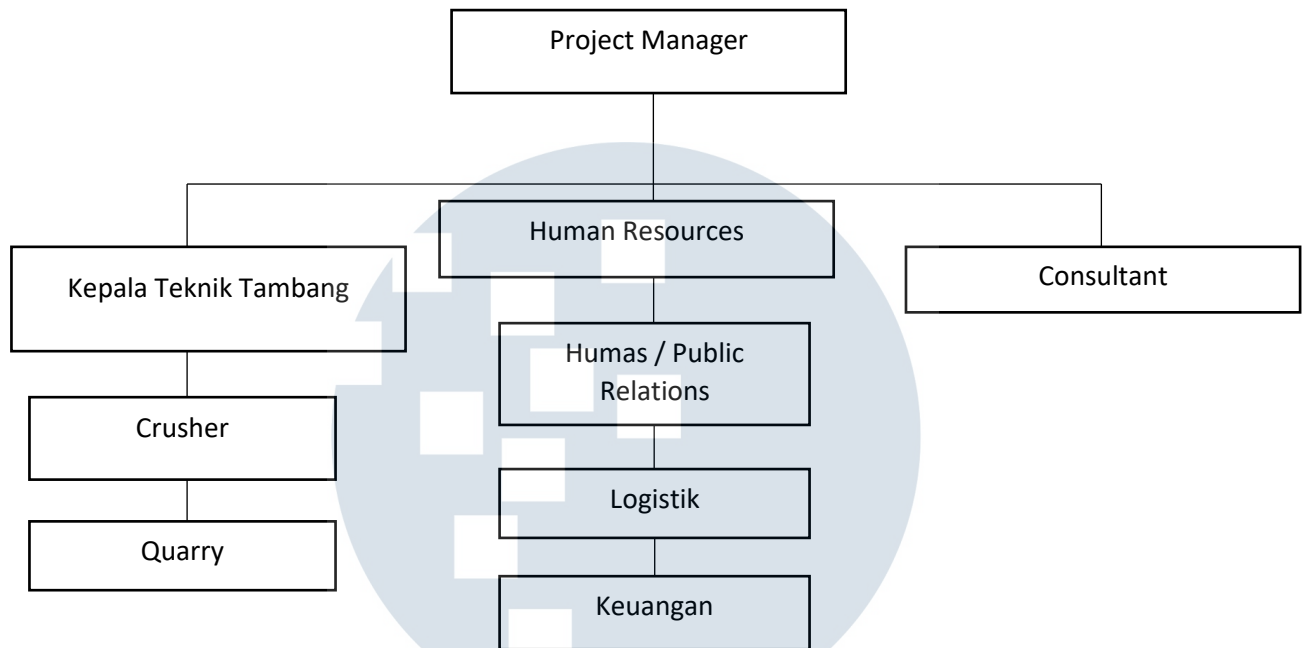 Project Manager
Human Resources
Kepala Teknik Tambang
Consultant
Humas / Public
Relations
Crusher
Logistik
Quarry
Keuangan